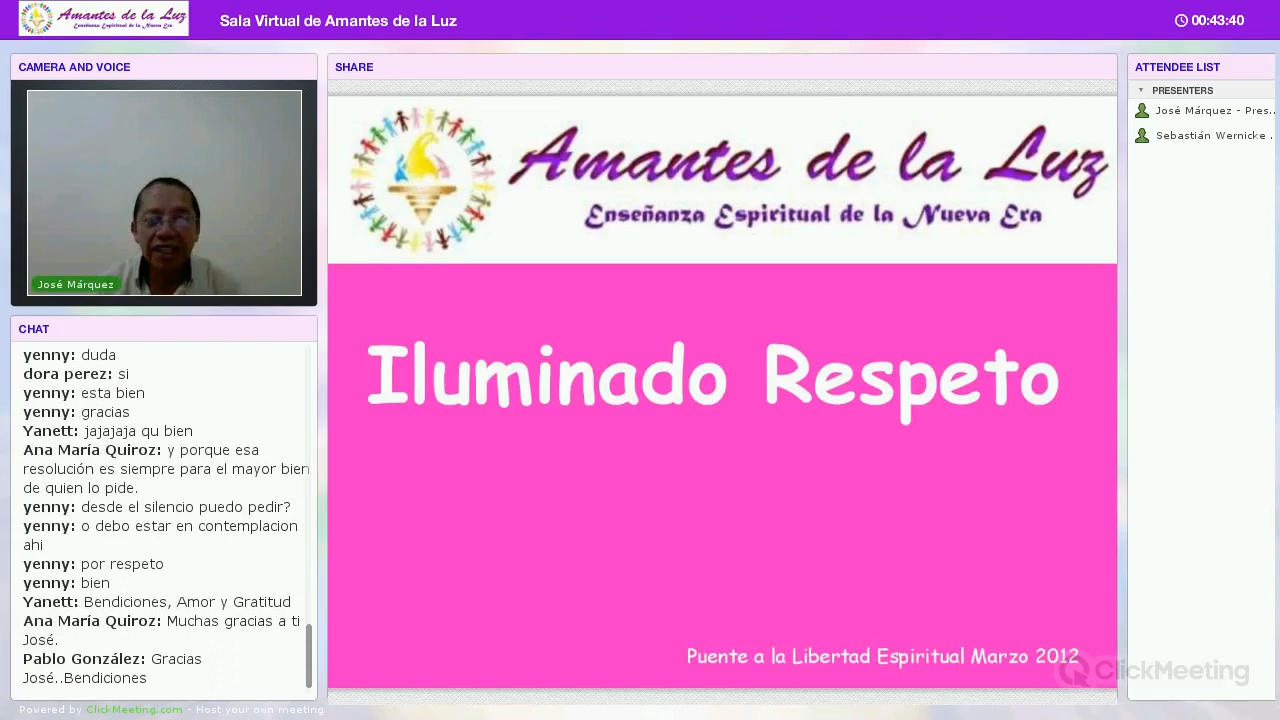 Amantes de la Luz
Enseñanza Espiritual de la Nueva Era
Sala Virtual de Amantes de la Luz
00:43:40
CAMERA AND VOICE
José Márquez
CHAT
yenny: duda
dora perez: si
yenny: esta bien
yenny: gracias
Yanett: jajajaja qu bien
Ana María Quiroz: y porque esa
resolución es siempre para el mayor bien
de quien lo pide.
yenny: desde el silencio puedo pedir?
yenny: o debo estar en contemplacion
ahi
yenny: por respeto
yenny: bien
Yanett: Bendiciones, Amor y Gratitud
Ana María Quiroz: Muchas gracias a ti
José.
Pablo González: Gracias
José..Bendiciones
Powered by ClickMeeting.com - Host your own meeting
SHARE
Amantes de la Luz
Enseñanza Espiritual de la Nueva Era
Iluminado Respeto
Puente a la Libertad Espiritual Marzo 2012
ClickMeeting
ATTENDEE LIST
PRESENTERS
José Márquez - Pres..
Sebastián Wernicke .